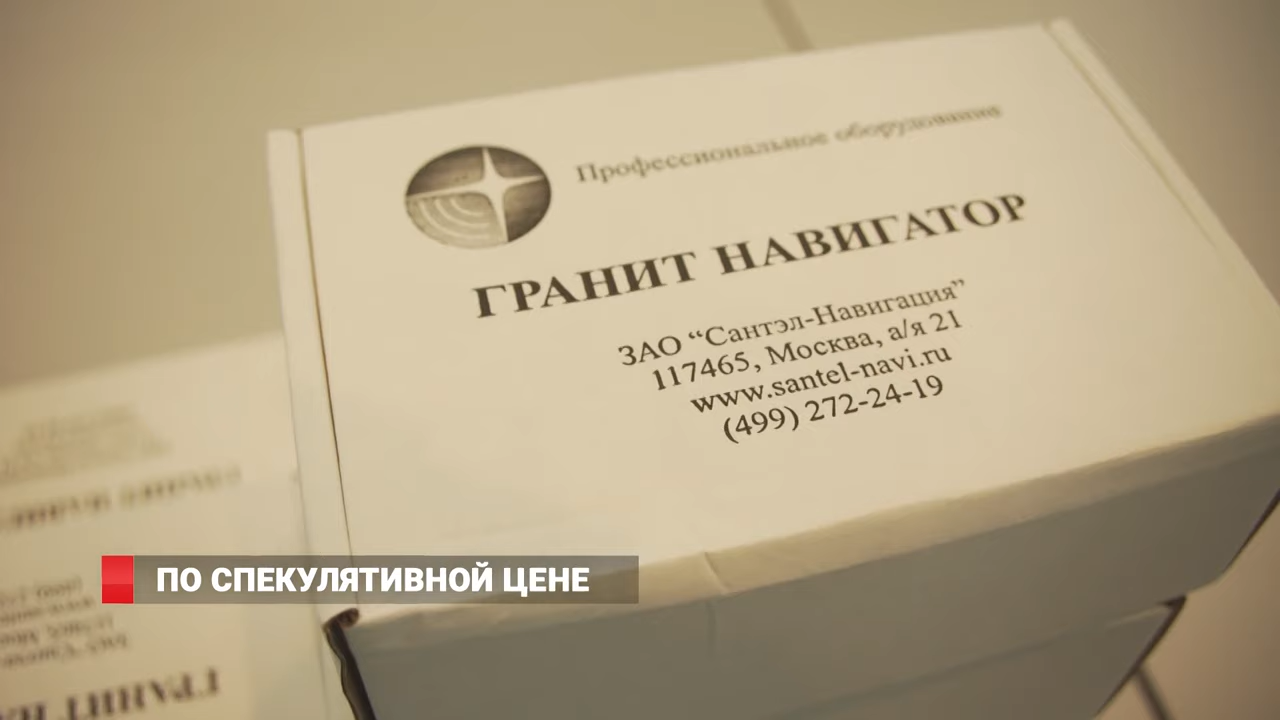 Профессиональное оборудование
ГРАНИТ НАВИГАТОР
ЗАО “Сантэл-Навигация”
117465, Москва, а/я 21
www.santel-navi.ru
(499) 272-24-19
ПО СПЕКУЛЯТИВНОЙ ЦЕНЕ